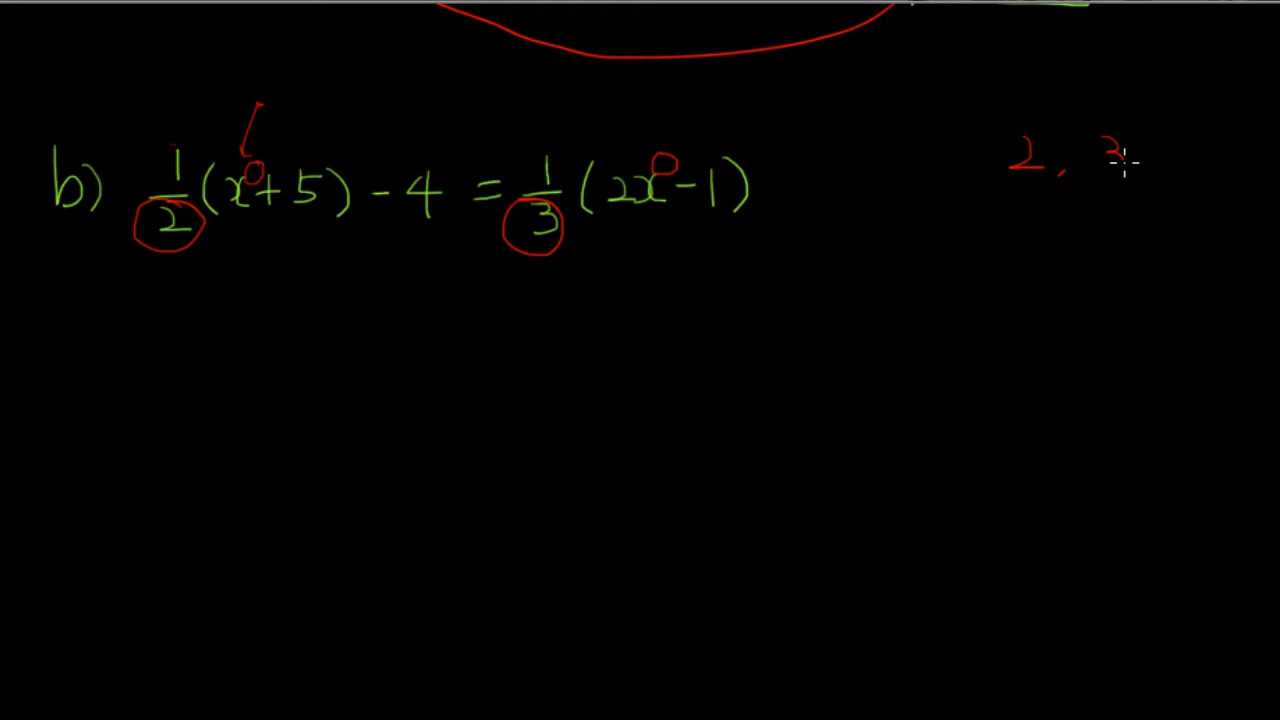 b) 1/2 (x + 5) - 4 = 1/3 (2x - 1)
2, 3